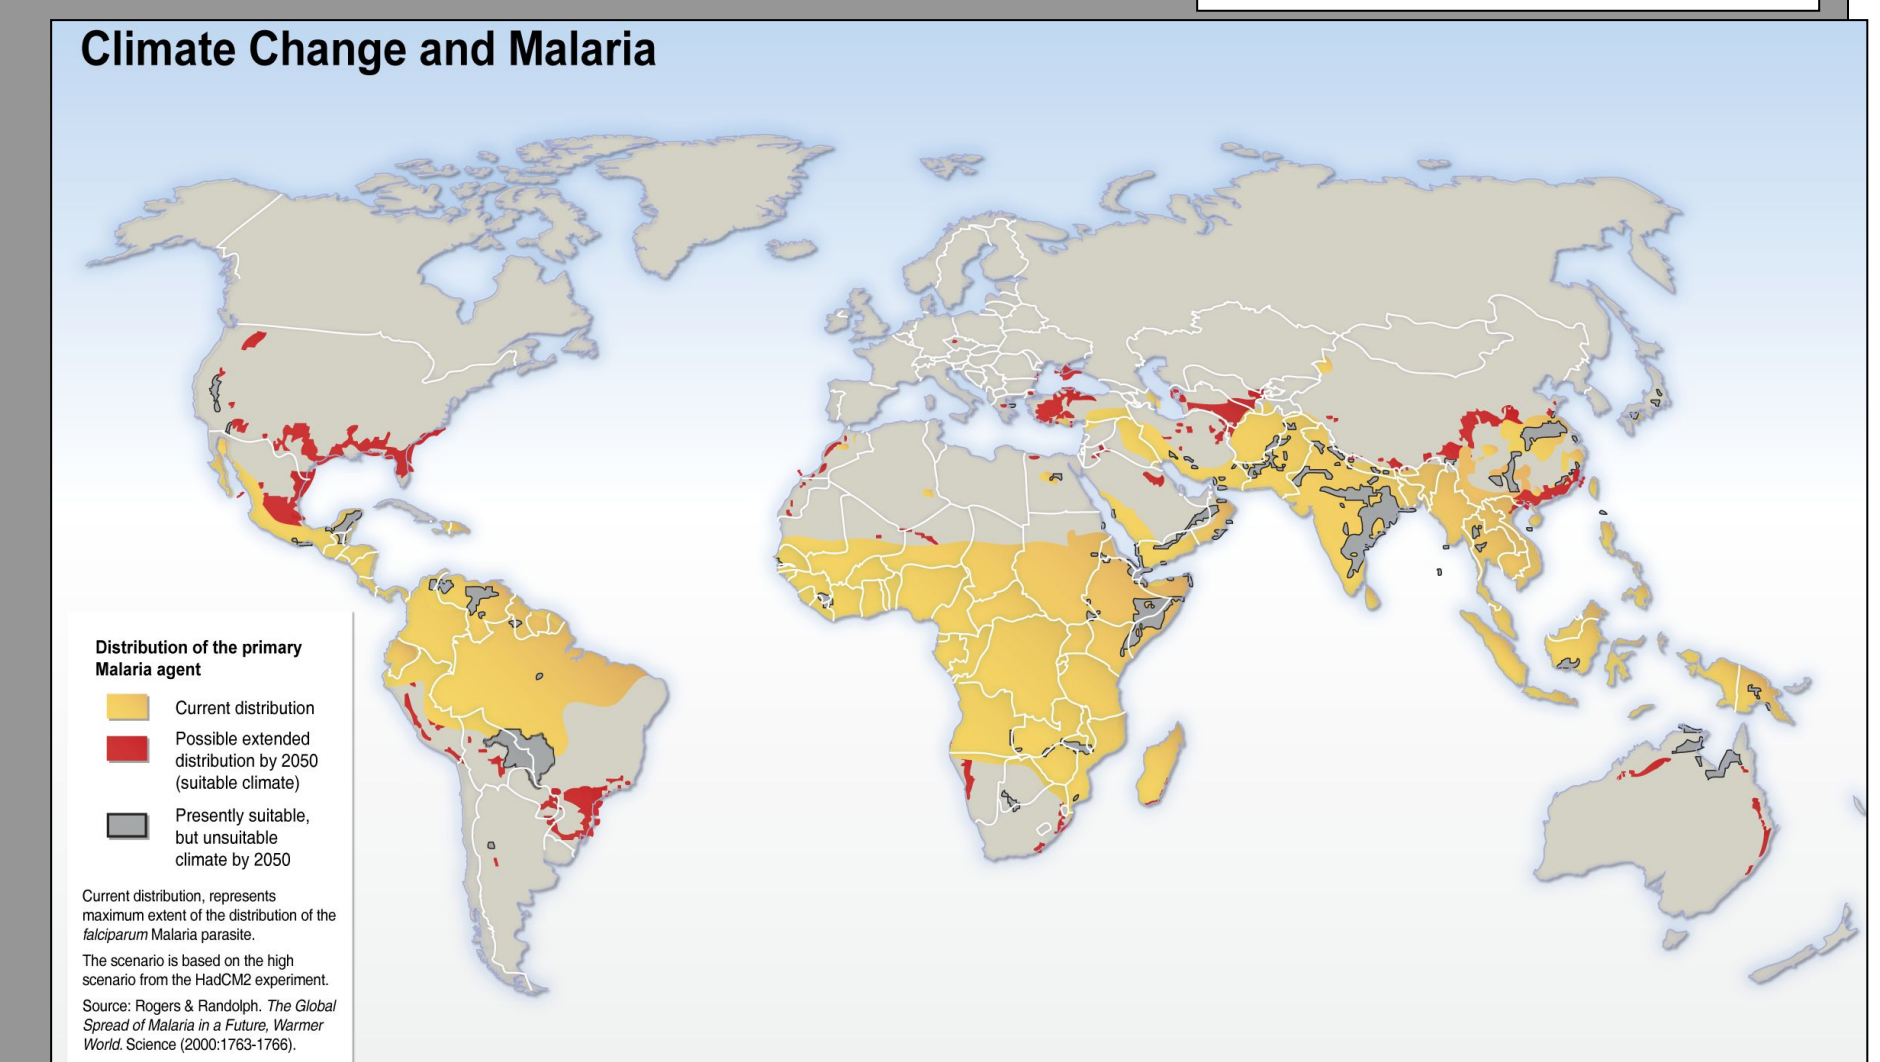 Climate Change and Malaria
Distribution of the primary
Malaria agent
Current distribution
Possible extended
distribution by 2050
(suitable climate)
Presently suitable,
but unsuitable
climate by 2050
Current distribution, represents
maximum extent of the distribution of the
falciparum Malaria parasite.
The scenario is based on the high
scenario from the HadCM2 experiment.
Source: Rogers & Randolph. The Global
Spread of Malaria in a Future, Warmer
World. Science (2000:1763-1766).